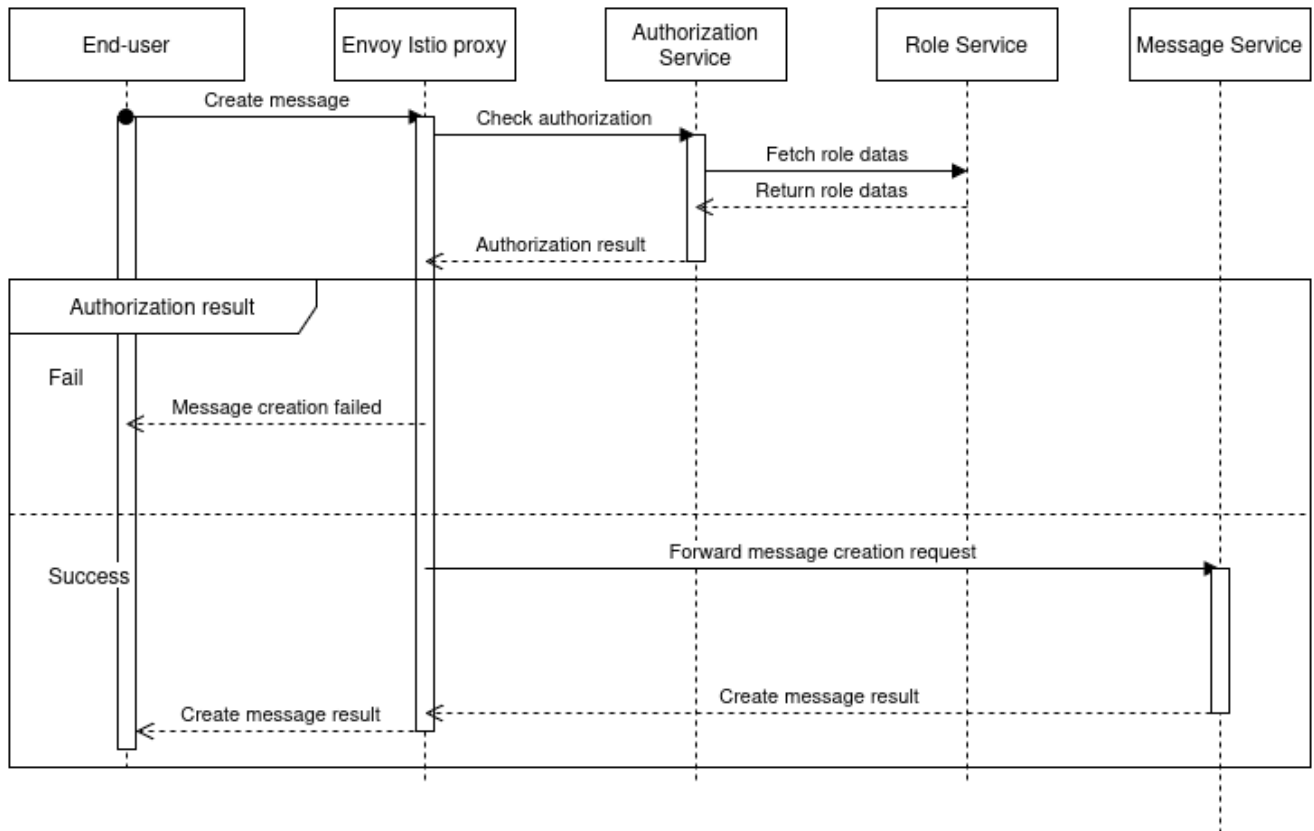 End-user
Envoy Istio proxy
Authorization
Service
Role Service
Message Service
Create message
Check authorization
Fetch role datas
Return role datas
Authorization result
Authorization result
Fail
Message creation failed
Forward message creation request
Success
Create message result
Create message result